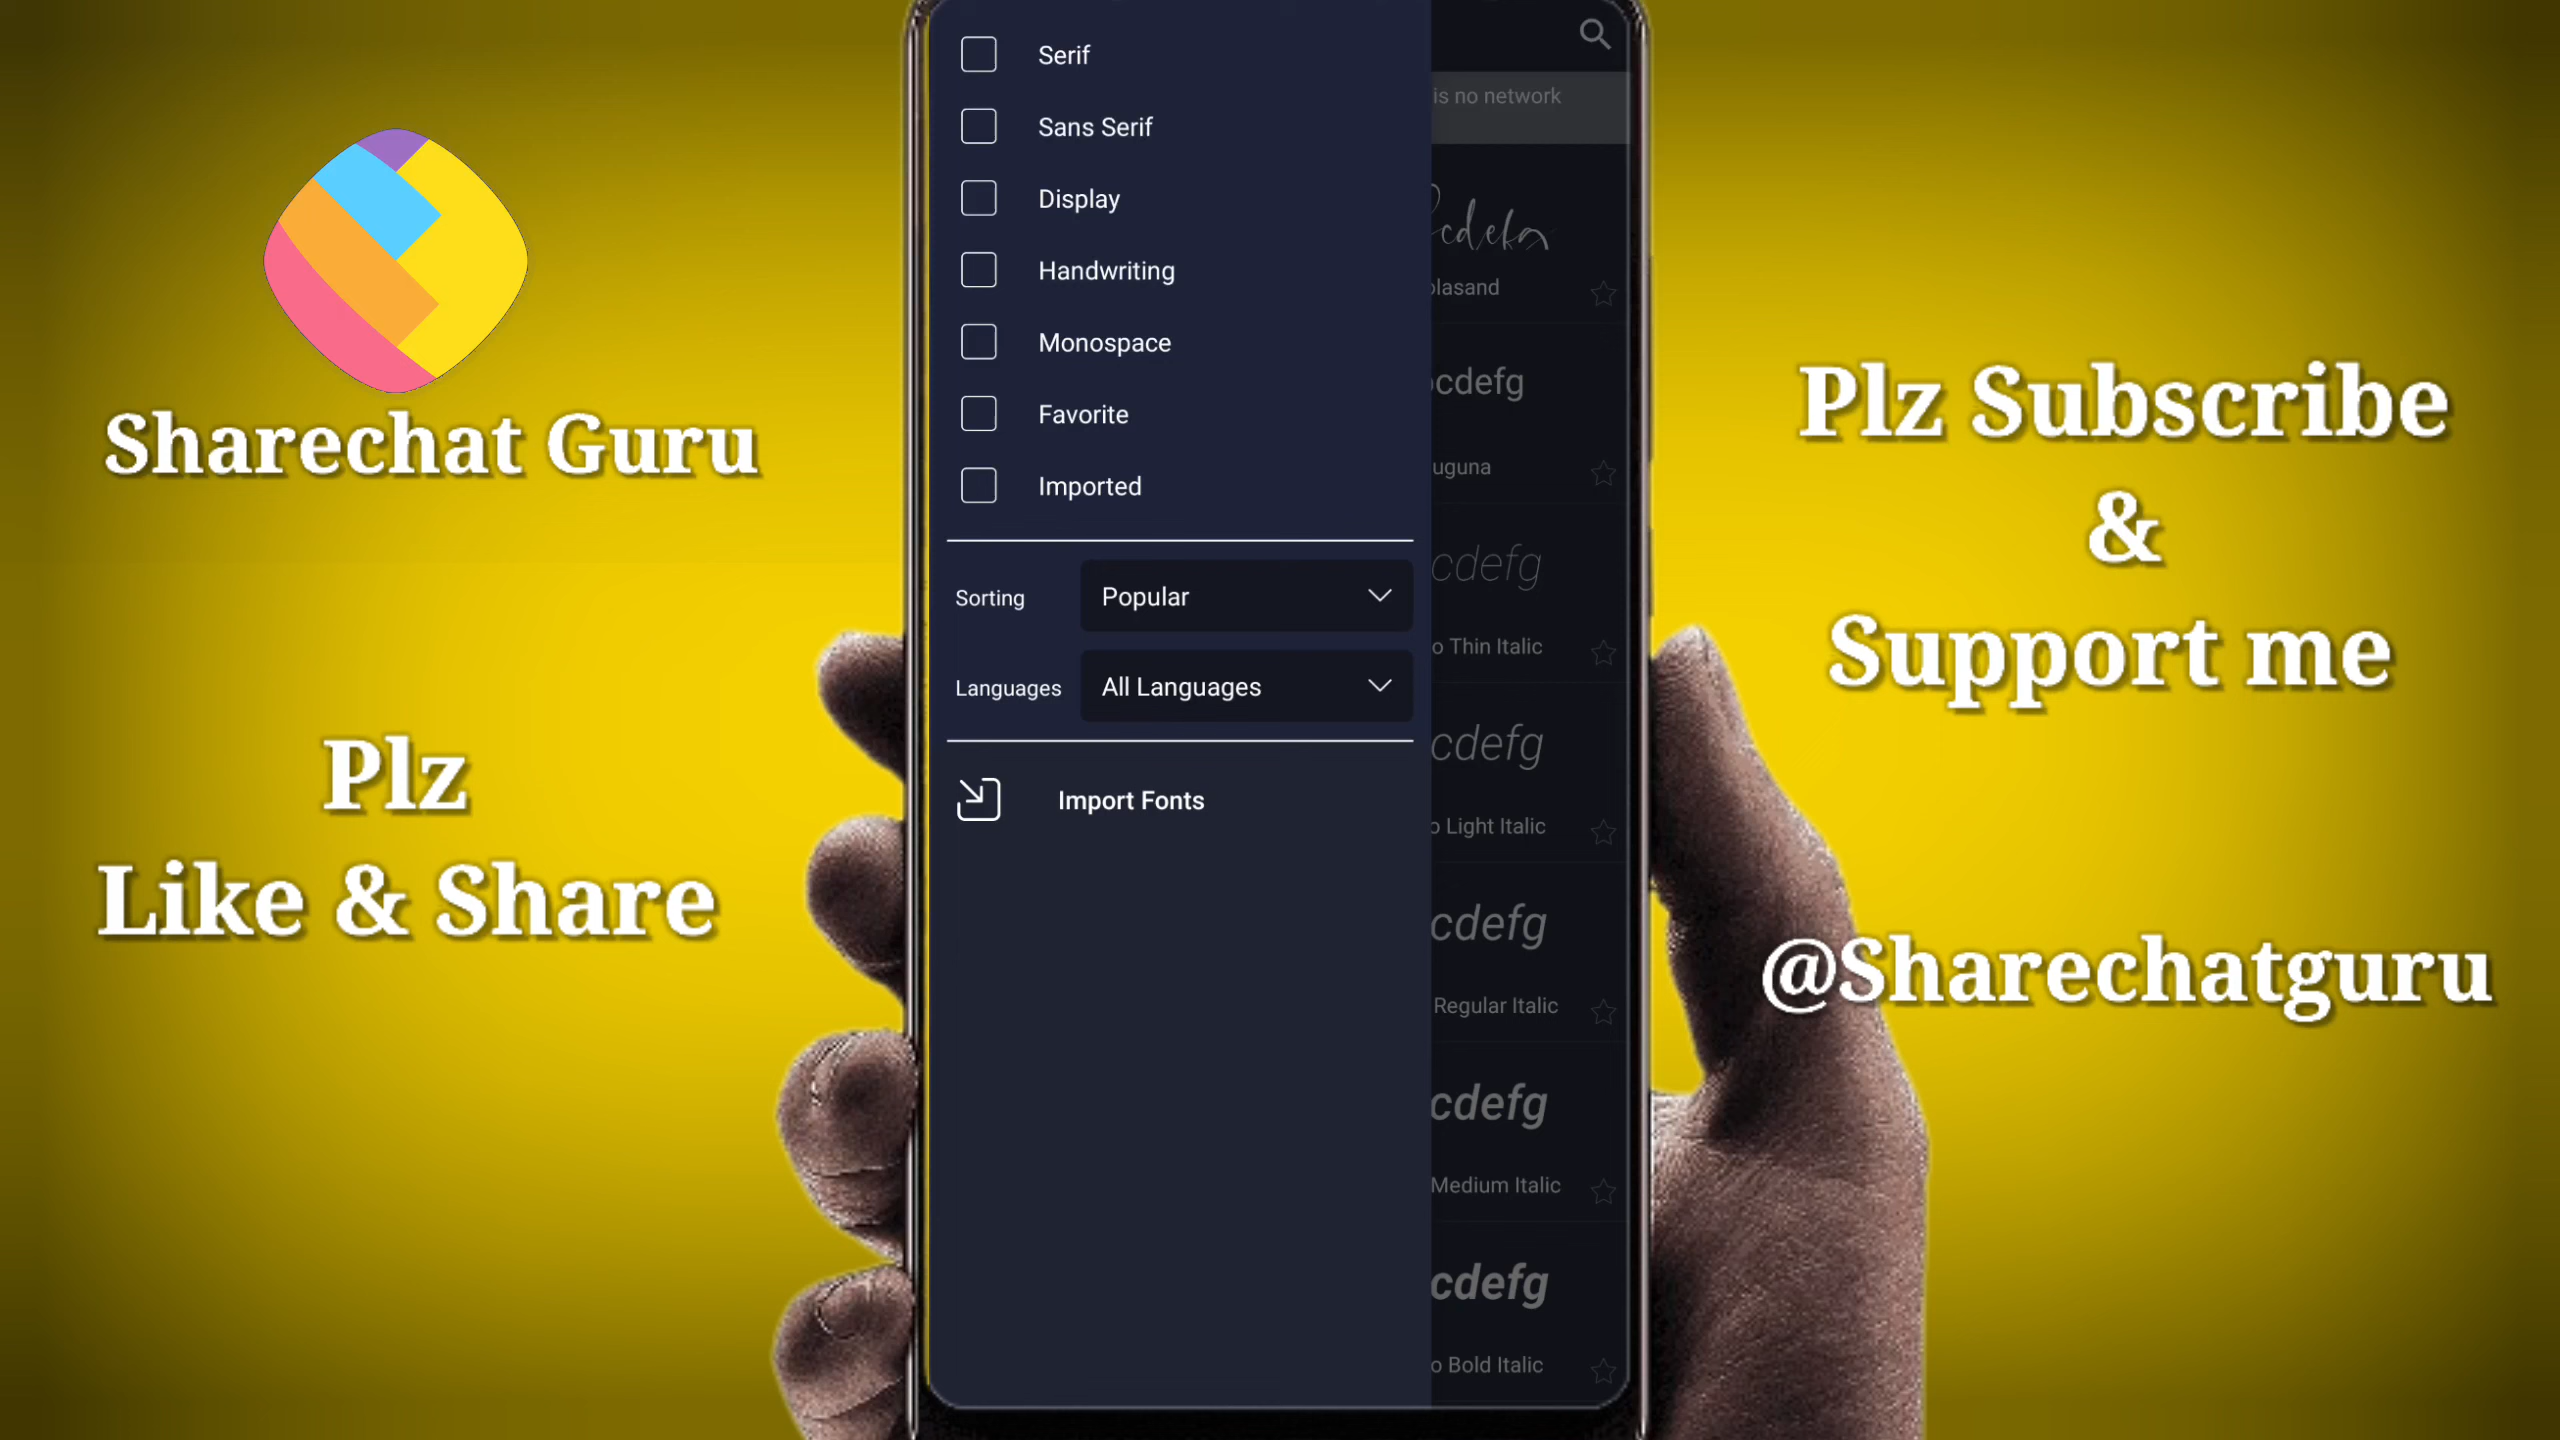 Sharechat Guru
Plz
Like & Share
Serif
Sans Serif
Display
Handwriting
Monospace
Favorite
Imported
Sorting
Popular
Languages
All Languages
Import Fonts
is no network
cdefg
lasand
cdefg
uguna
cdefg
o Thin Italic
cdefg
o Light Italic
cdefg
Regular Italic
cdefg
Medium Italic
cdefg
o Bold Italic
Plz Subscribe
&
Support me
@Sharechatguru